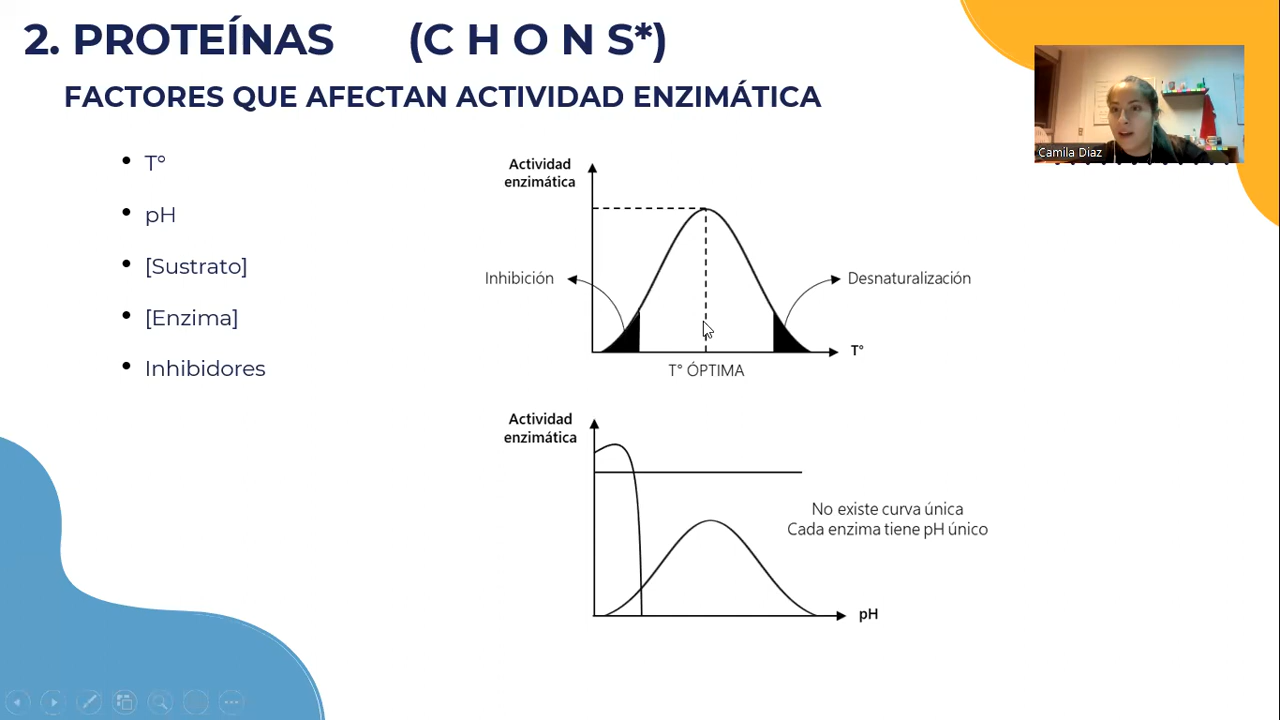 2. PROTEÍNAS (C H O N S*)
FACTORES QUE AFECTAN ACTIVIDAD ENZIMÁTICA
• T°
• pH
• [Sustrato]
• [Enzima]
• Inhibidores
Actividad
enzimática
Inhibición
Desnaturalización
T°
T° ÓPTIMA
Actividad
enzimática
No existe curva única
Cada enzima tiene pH único
pH
Camila Diaz